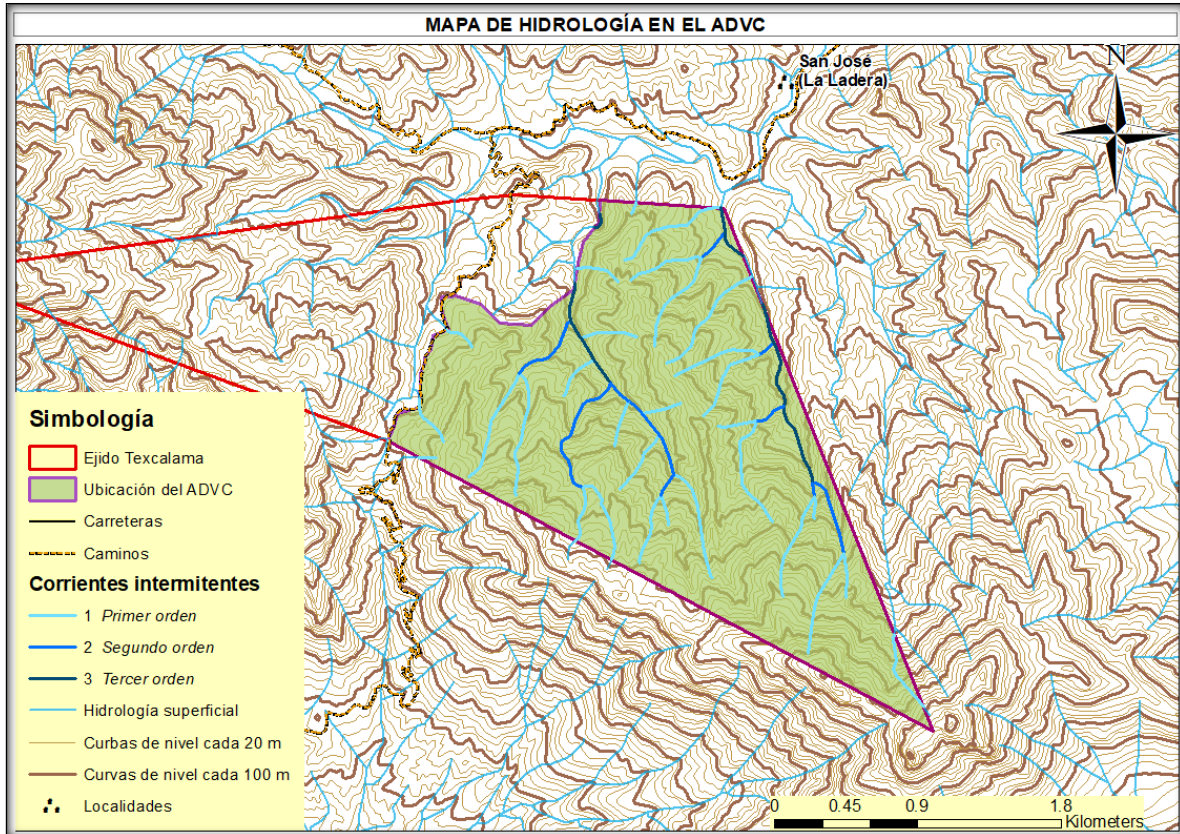 MAPA DE HIDROLOGÍA EN EL ADVC
San José
(La Ladera)
N
Simbología
Ejido Texcalama
Ubicación del ADVC
Carreteras
Caminos
Corrientes intermitentes
1 Primer orden
2 Segundo orden
3 Tercer orden
Hidrología superficial
Curbas de nivel cada 20 m
Curvas de nivel cada 100 m
Localidades
0 0.45 0.9 1.8
Kilometers